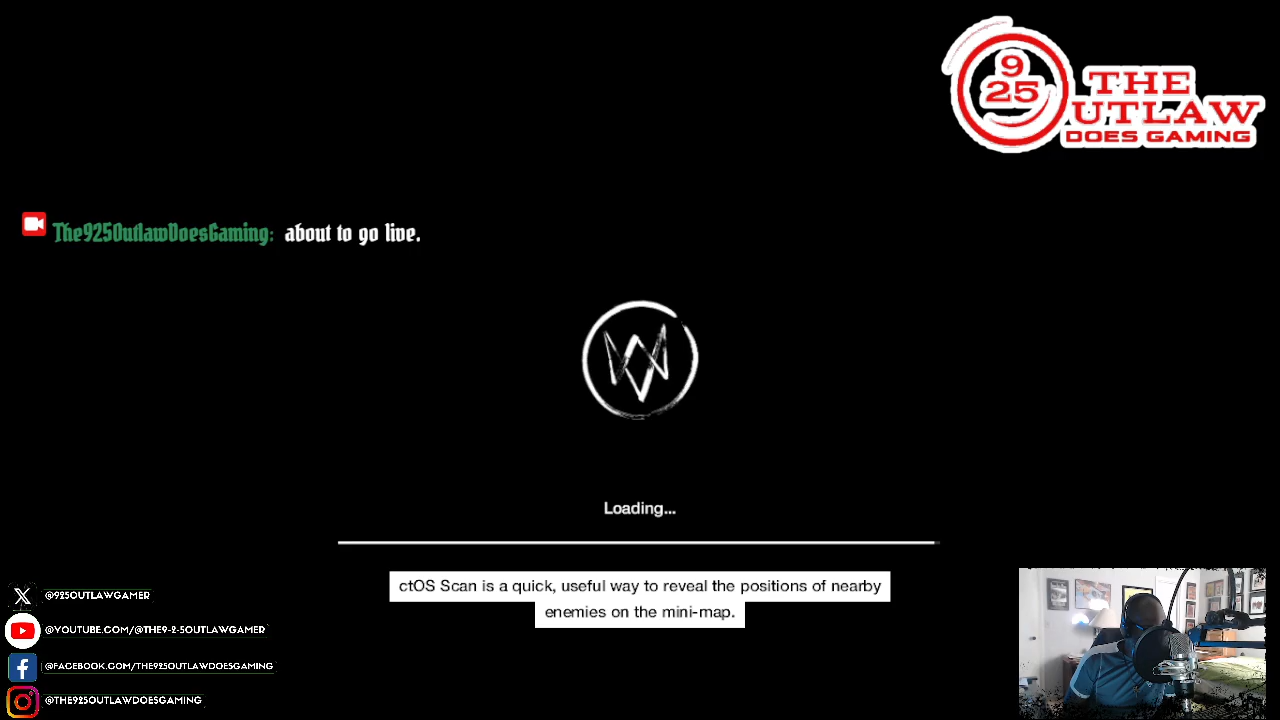 9
25
THE
OUTLAW
DOES GAMING
The925OutlawDoesGaming: about to go live.
Loading...
ctOS Scan is a quick, useful way to reveal the positions of nearby
enemies on the mini-map.
@925OUTLAWGAMER
@YOUTUBE.COM/@THE9-2-5OUTLAWGAMER
@FACEBOOK.COM/THE925OUTLAWDOESGAMING
@THE925OUTLAWDOESGAMING